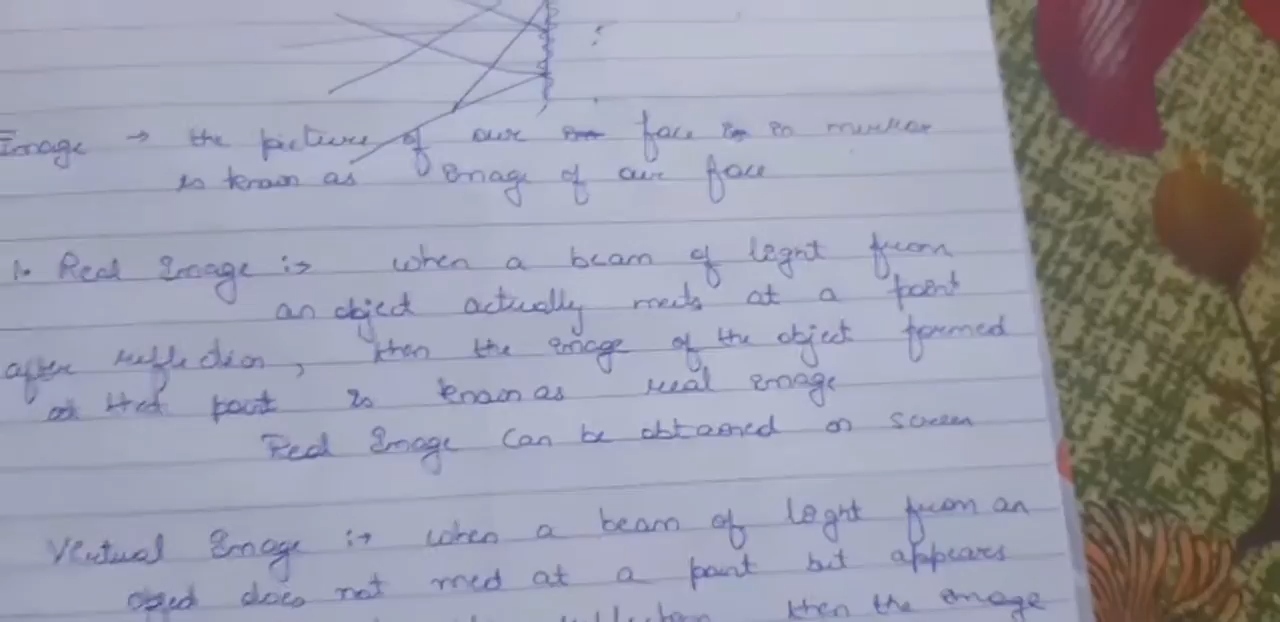 Image → the picture of our face in mirror
is known as Image of our face
1. Real Image :→ when a beam of light from
an object actually meets at a point
after reflection, then the image of the object formed
at that point is known as real image
Real Image can be obtained on screen
Virtual Image :→ when a beam of light from an
object does not meet at a point but appears
then the image